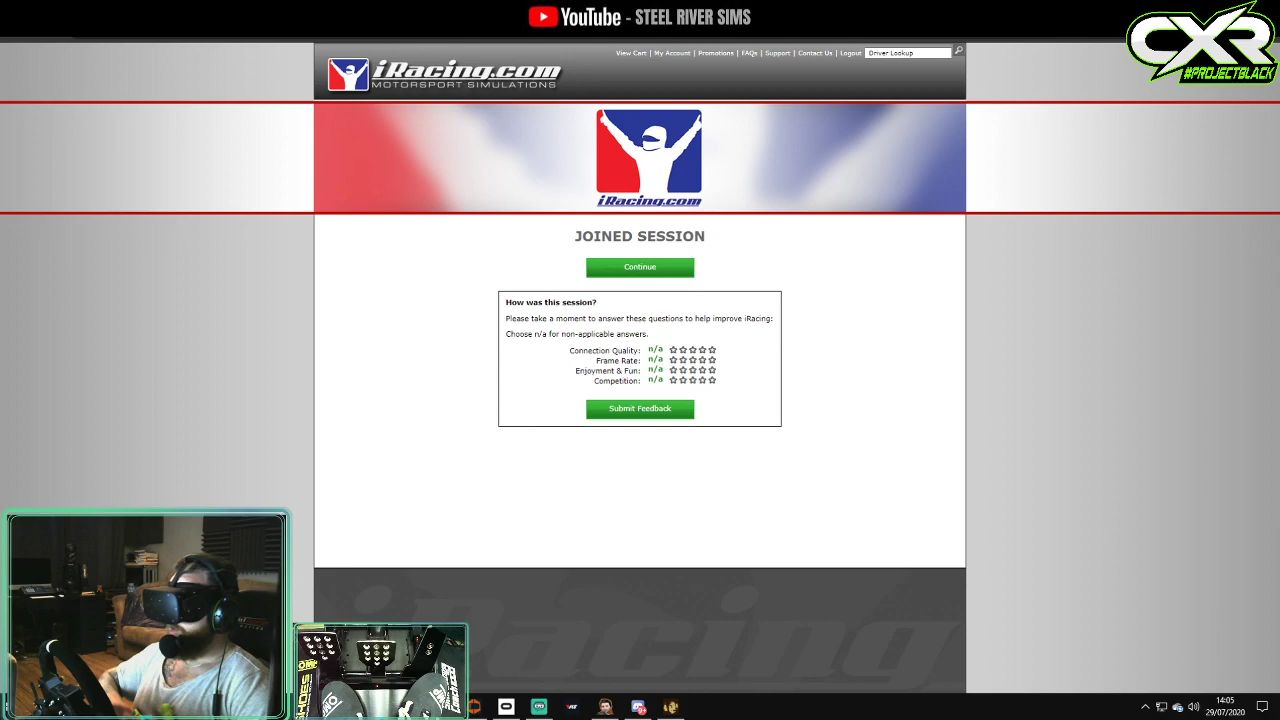 YouTube - STEEL RIVER SIMS
CXR
#PROJECTBLACK
View Cart | My Account | Promotions | FAQs | Support | Contact Us | Logout
Driver Lookup
iRacing.com
MOTORSPORT SIMULATIONS
iRacing.com
JOINED SESSION
Continue
How was this session?
Please take a moment to answer these questions to help improve iRacing:
Choose n/a for non-applicable answers.
Connection Quality: n/a
Frame Rate: n/a
Enjoyment & Fun: n/a
Competition: n/a
Submit Feedback
iRacing
14:05
29/07/2020